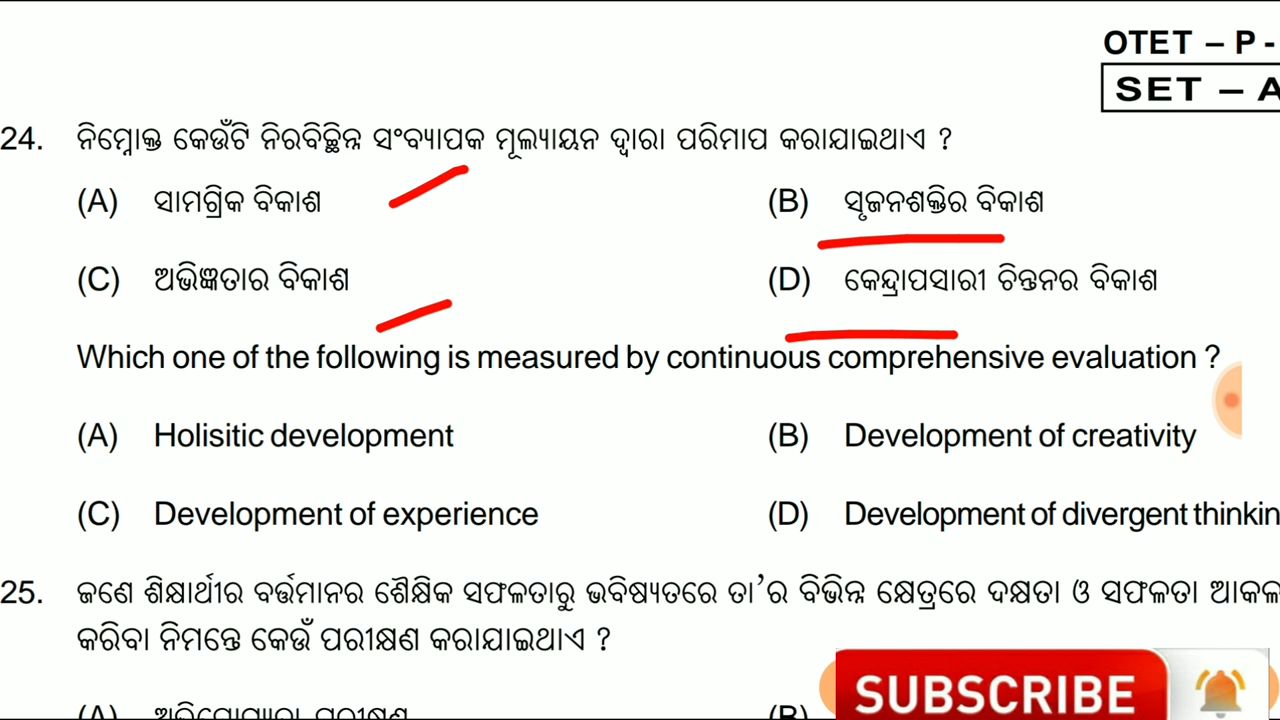 OTET – P -
SET – A
24. ନିମ୍ନୋକ୍ତ କେଉଁଟି ନିରବିଚ୍ଛିନ୍ନ ସଂବ୍ୟାପକ ମୂଲ୍ୟାୟନ ଦ୍ୱାରା ପରିମାପ କରାଯାଇଥାଏ ?
(A) ସାମଗ୍ରିକ ବିକାଶ (B) ସୃଜନଶକ୍ତିର ବିକାଶ
(C) ଅଭିଜ୍ଞତାର ବିକାଶ (D) କେନ୍ଦ୍ରାପସାରୀ ଚିନ୍ତନର ବିକାଶ
Which one of the following is measured by continuous comprehensive evaluation ?
(A) Holisitic development (B) Development of creativity
(C) Development of experience (D) Development of divergent thinkin
25. ଜଣେ ଶିକ୍ଷାର୍ଥୀର ବର୍ତ୍ତମାନର ଶୈକ୍ଷିକ ସଫଳତାରୁ ଭବିଷ୍ୟତରେ ତା'ର ବିଭିନ୍ନ କ୍ଷେତ୍ରରେ ଦକ୍ଷତା ଓ ସଫଳତା ଆକଳ
କରିବା ନିମନ୍ତେ କେଉଁ ପରୀକ୍ଷଣ କରାଯାଇଥାଏ ?
(A) (B)
SUBSCRIBE